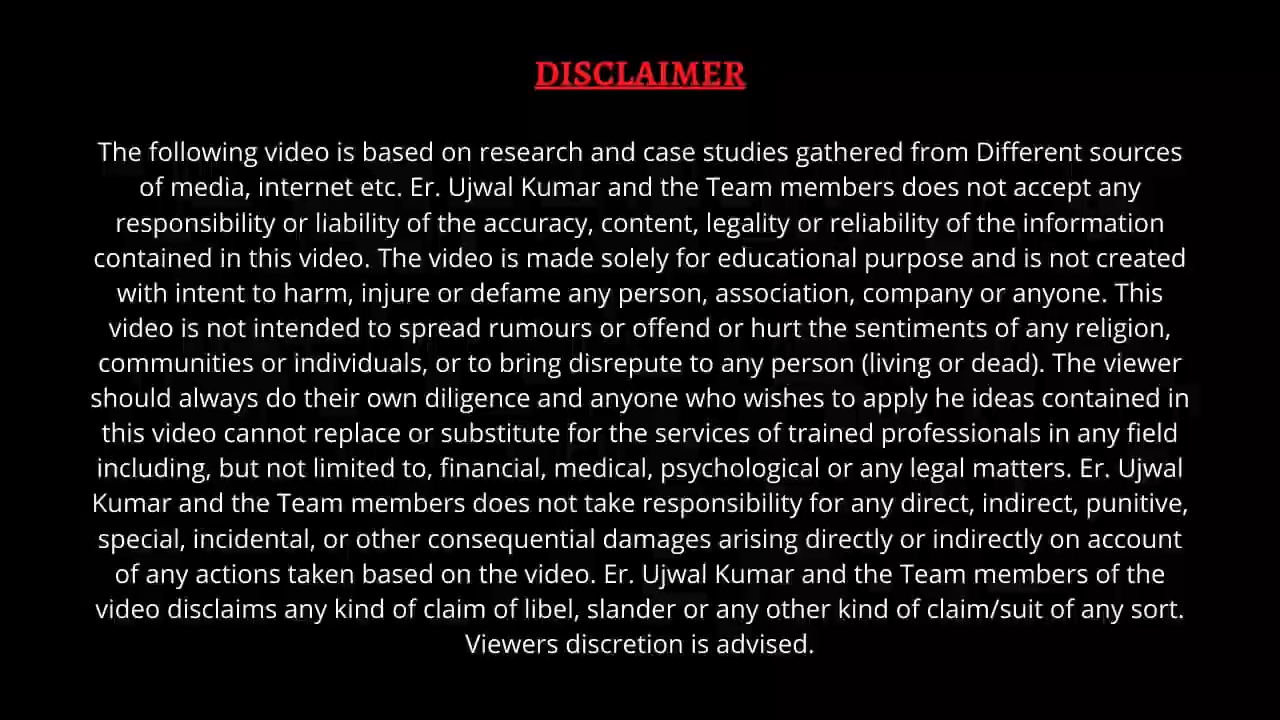 DISCLAIMER
The following video is based on research and case studies gathered from Different sources
of media, internet etc. Er. Ujwal Kumar and the Team members does not accept any
responsibility or liability of the accuracy, content, legality or reliability of the information
contained in this video. The video is made solely for educational purpose and is not created
with intent to harm, injure or defame any person, association, company or anyone. This
video is not intended to spread rumours or offend or hurt the sentiments of any religion,
communities or individuals, or to bring disrepute to any person (living or dead). The viewer
should always do their own diligence and anyone who wishes to apply he ideas contained in
this video cannot replace or substitute for the services of trained professionals in any field
including, but not limited to, financial, medical, psychological or any legal matters. Er. Ujwal
Kumar and the Team members does not take responsibility for any direct, indirect, punitive,
special, incidental, or other consequential damages arising directly or indirectly on account
of any actions taken based on the video. Er. Ujwal Kumar and the Team members of the
video disclaims any kind of claim of libel, slander or any other kind of claim/suit of any sort.
Viewers discretion is advised.